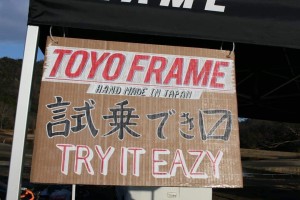 TOYO FRAME
HAND MADE IN JAPAN
試乗でき〼
TRY IT EAZY